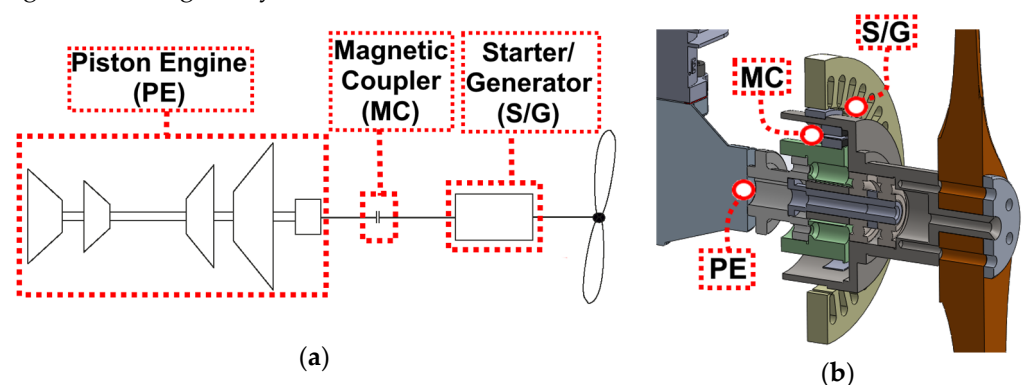 Piston Engine
(PE)
Magnetic
Coupler
(MC)
Starter/
Generator
(S/G)
S/G
MC
PE
(a)
(b)